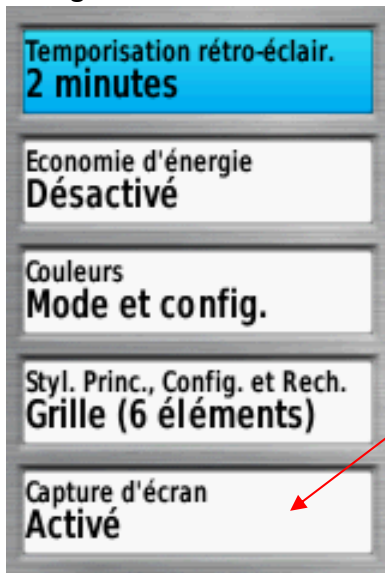 Temporisation rétro-éclair.
2 minutes
Economie d'énergie
Désactivé
Couleurs
Mode et config.
Styl. Princ., Config. et Rech.
Grille (6 éléments)
Capture d'écran
Activé